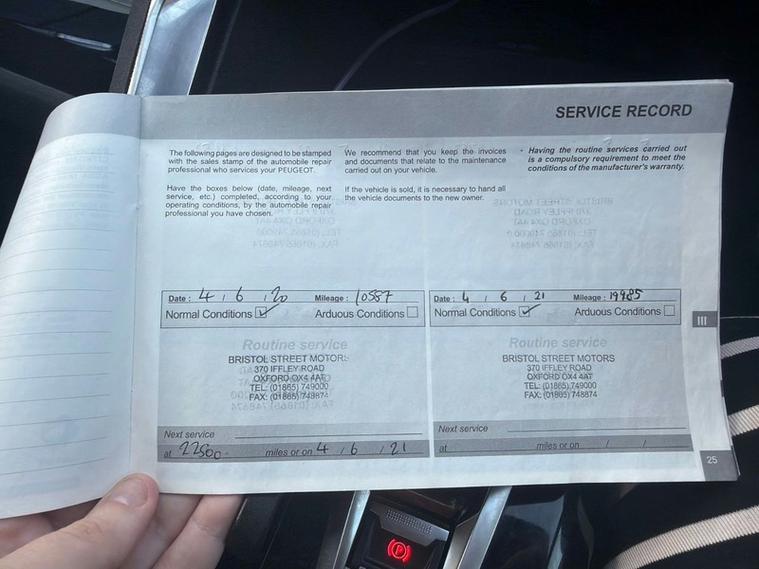 SERVICE RECORD
The following pages are designed to be stamped
with the sales stamp of the automobile repair
professional who services your PEUGEOT.
Have the boxes below (date, mileage, next
service, etc.) completed, according to your
operating conditions, by the automobile repair
professional you have chosen.
We recommend that you keep the invoices
and documents that relate to the maintenance
carried out on your vehicle.
If the vehicle is sold, it is necessary to hand all
the vehicle documents to the new owner.
• Having the routine services carried out
is a compulsory requirement to meet the
conditions of the manufacturer's warranty.
Date : 4 / 6 / 20 Mileage : 10587
Normal Conditions Arduous Conditions
Routine service
BRISTOL STREET MOTORS
370 IFFLEY ROAD
OXFORD OX4 4AT
TEL: (01865) 749000
FAX: (01865) 748874
Next service
at 22500 miles or on 4 / 6 / 21
Date : 4 / 6 / 21 Mileage : 19985
Normal Conditions Arduous Conditions
Routine service
BRISTOL STREET MOTORS
370 IFFLEY ROAD
OXFORD OX4 4AT
TEL: (01865) 749000
FAX: (01865) 748874
Next service
at miles or on / /
III
25